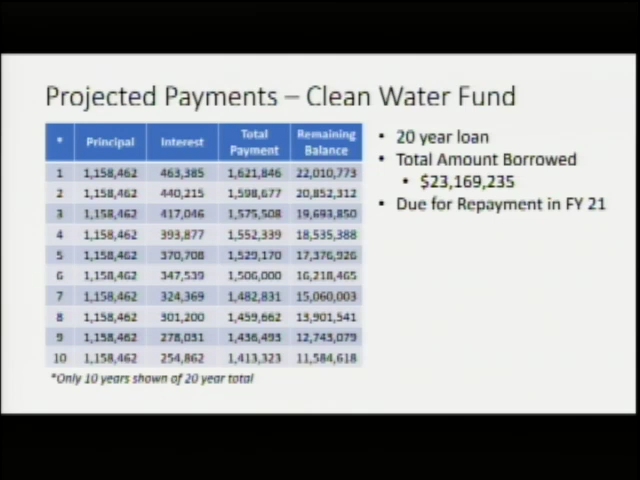 Projected Payments – Clean Water Fund
* Principal Interest Total Payment Remaining Balance
1 1,158,462 463,385 1,621,846 22,010,773
2 1,158,462 440,215 1,598,677 20,852,312
3 1,158,462 417,046 1,575,508 19,693,850
4 1,158,462 393,877 1,552,339 18,535,388
5 1,158,462 370,708 1,529,170 17,376,926
6 1,158,462 347,539 1,506,000 16,218,465
7 1,158,462 324,369 1,482,831 15,060,003
8 1,158,462 301,200 1,459,662 13,901,541
9 1,158,462 278,031 1,436,493 12,743,079
10 1,158,462 254,862 1,413,323 11,584,618
*Only 10 years shown of 20 year total
• 20 year loan
• Total Amount Borrowed
• $23,169,235
• Due for Repayment in FY 21